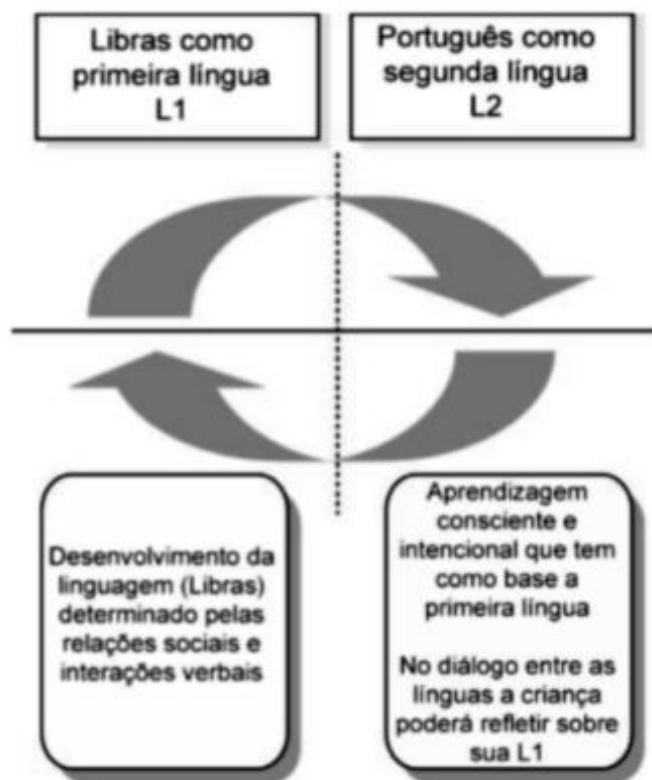 Libras como
primeira língua
L1
Português como
segunda língua
L2
Desenvolvimento da
linguagem (Libras)
determinado pelas
relações sociais e
interações verbais
Aprendizagem
consciente e
intencional que tem
como base a
primeira língua
No diálogo entre as
línguas a criança
poderá refletir sobre
sua L1